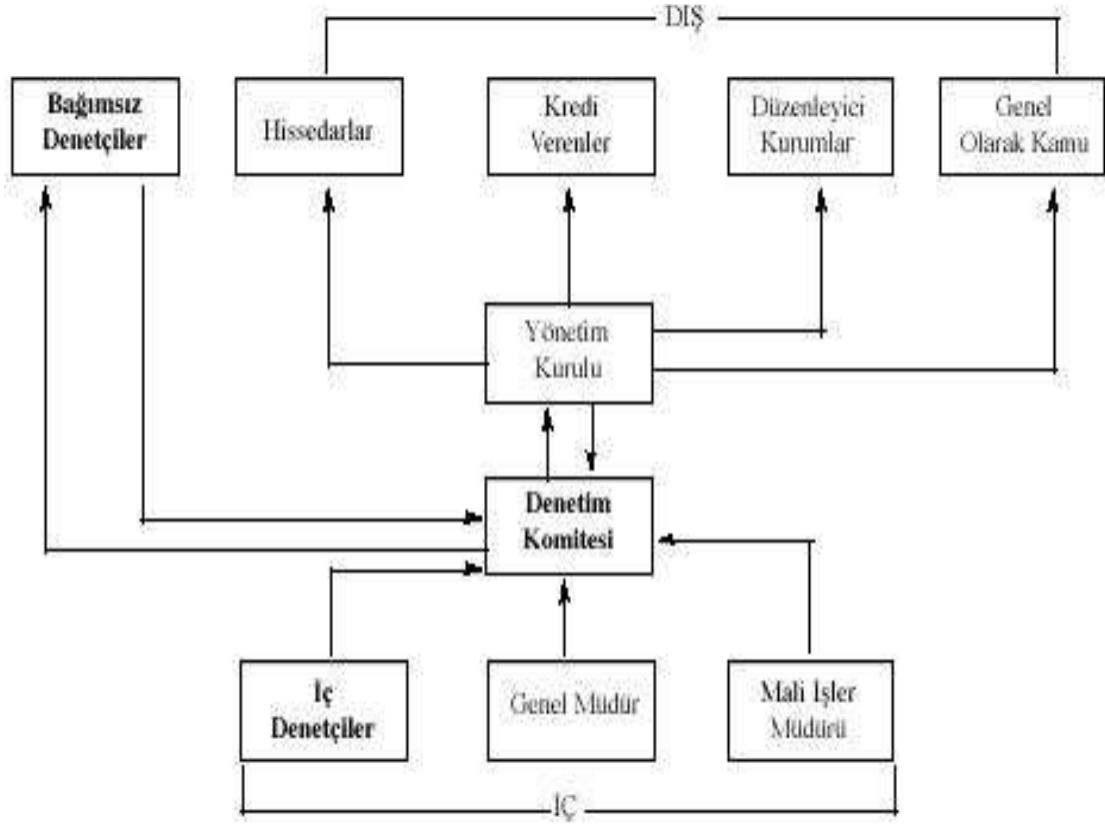 DIŞ
Bağımsız
Denetçiler
Hissedarlar
Kredi
Verenler
Düzenleyici
Kurumlar
Genel
Olarak Kamu
Yönetim
Kurulu
Denetim
Komitesi
İç
Denetçiler
Genel Müdür
Mali İşler
Müdürü
İÇ